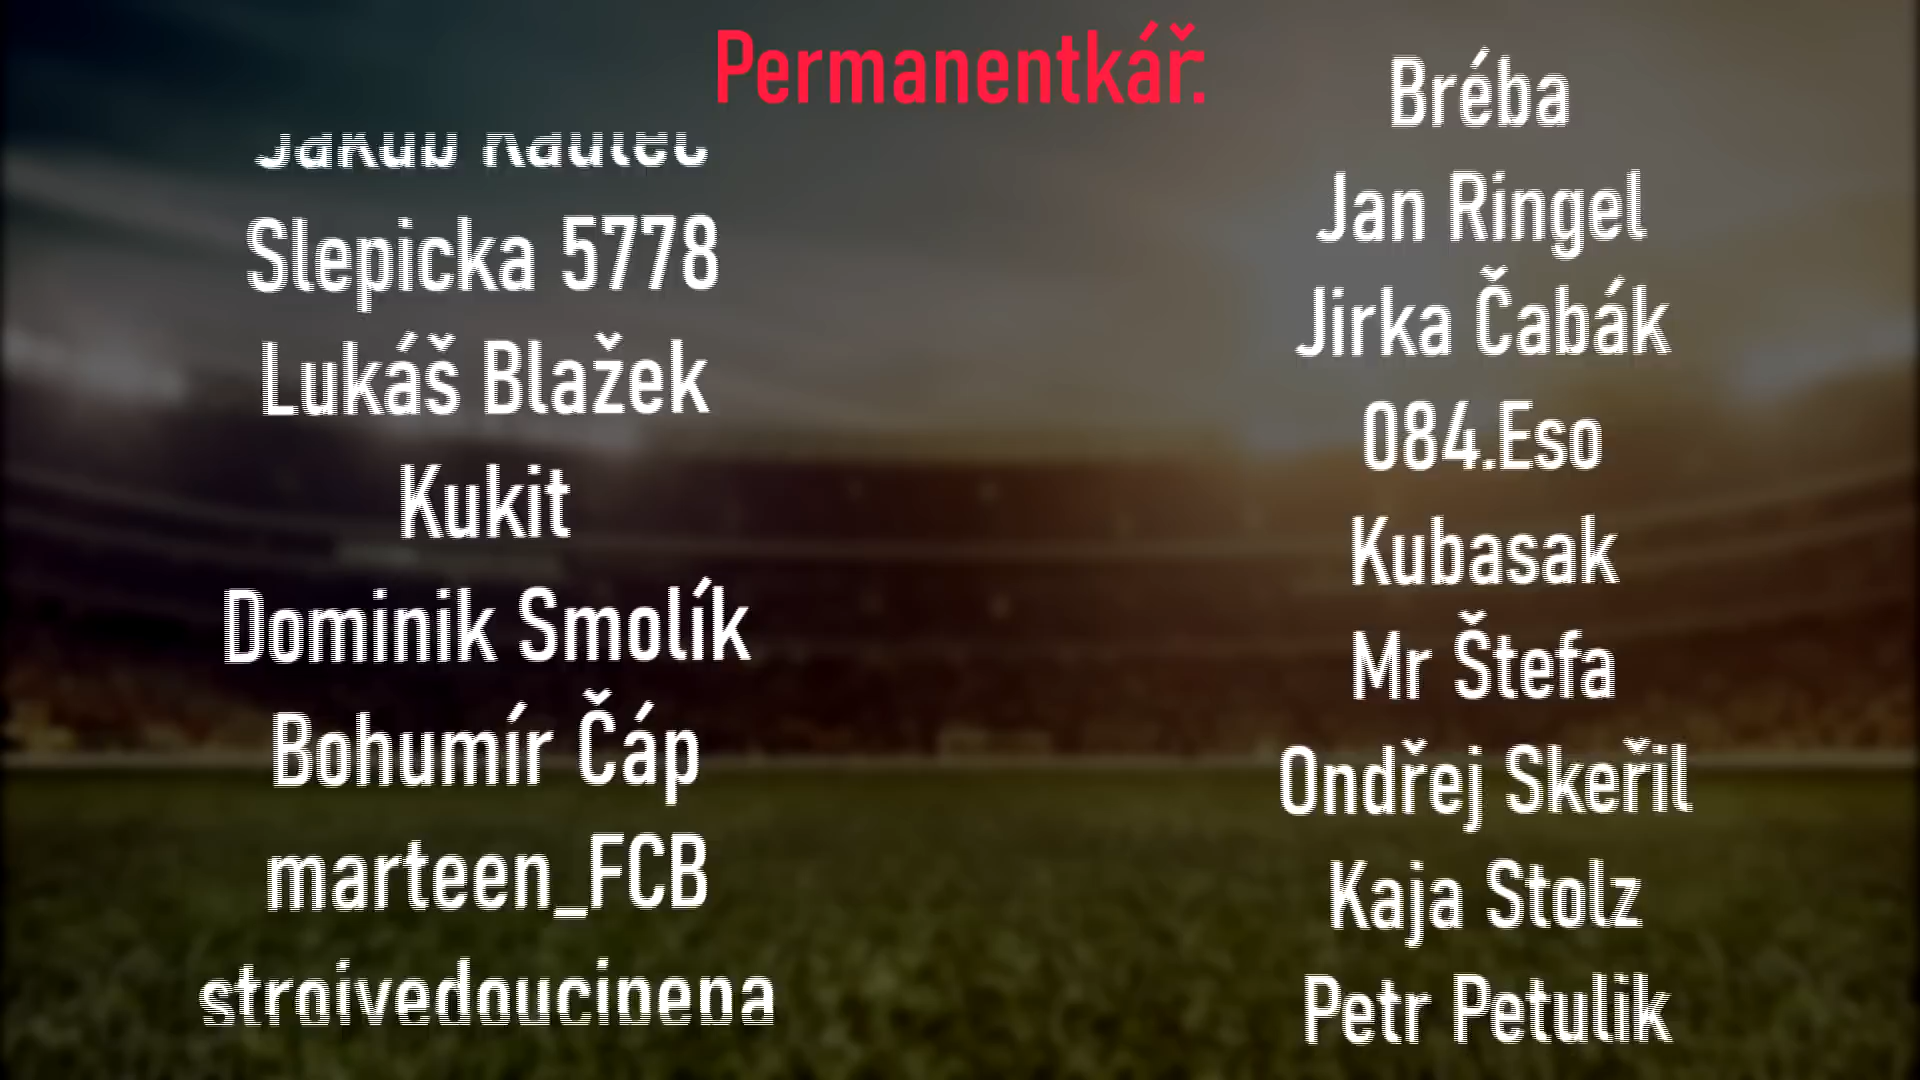 Permanentkář:
Jakub
Slepicka 5778
Lukáš Blažek
Kukit
Dominik Smolík
Bohumír Čáp
marteen_FCB
Bréba
Jan Ringel
Jirka Čabák
084.Eso
Kubasak
Mr Štefa
Ondřej Skeřil
Kaja Stolz
Petr Petulik